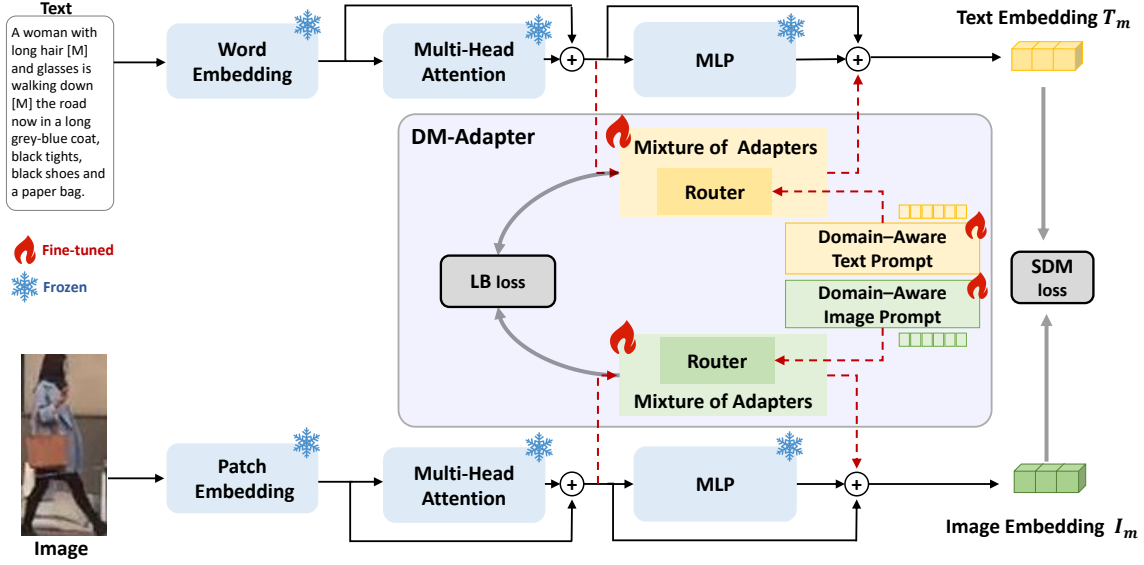 Text
A woman with
long hair [M]
and glasses is
walking down
[M] the road
now in a long
grey-blue coat,
black tights,
black shoes and
a paper bag.
Word
Embedding
Multi-Head
Attention
+
MLP
+
Text Embedding T_m
DM-Adapter
Mixture of Adapters
Router
Domain–Aware
Text Prompt
Fine-tuned
Frozen
LB loss
SDM
loss
Domain–Aware
Image Prompt
Router
Mixture of Adapters
Patch
Embedding
Multi-Head
Attention
+
MLP
+
Image Embedding I_m
Image